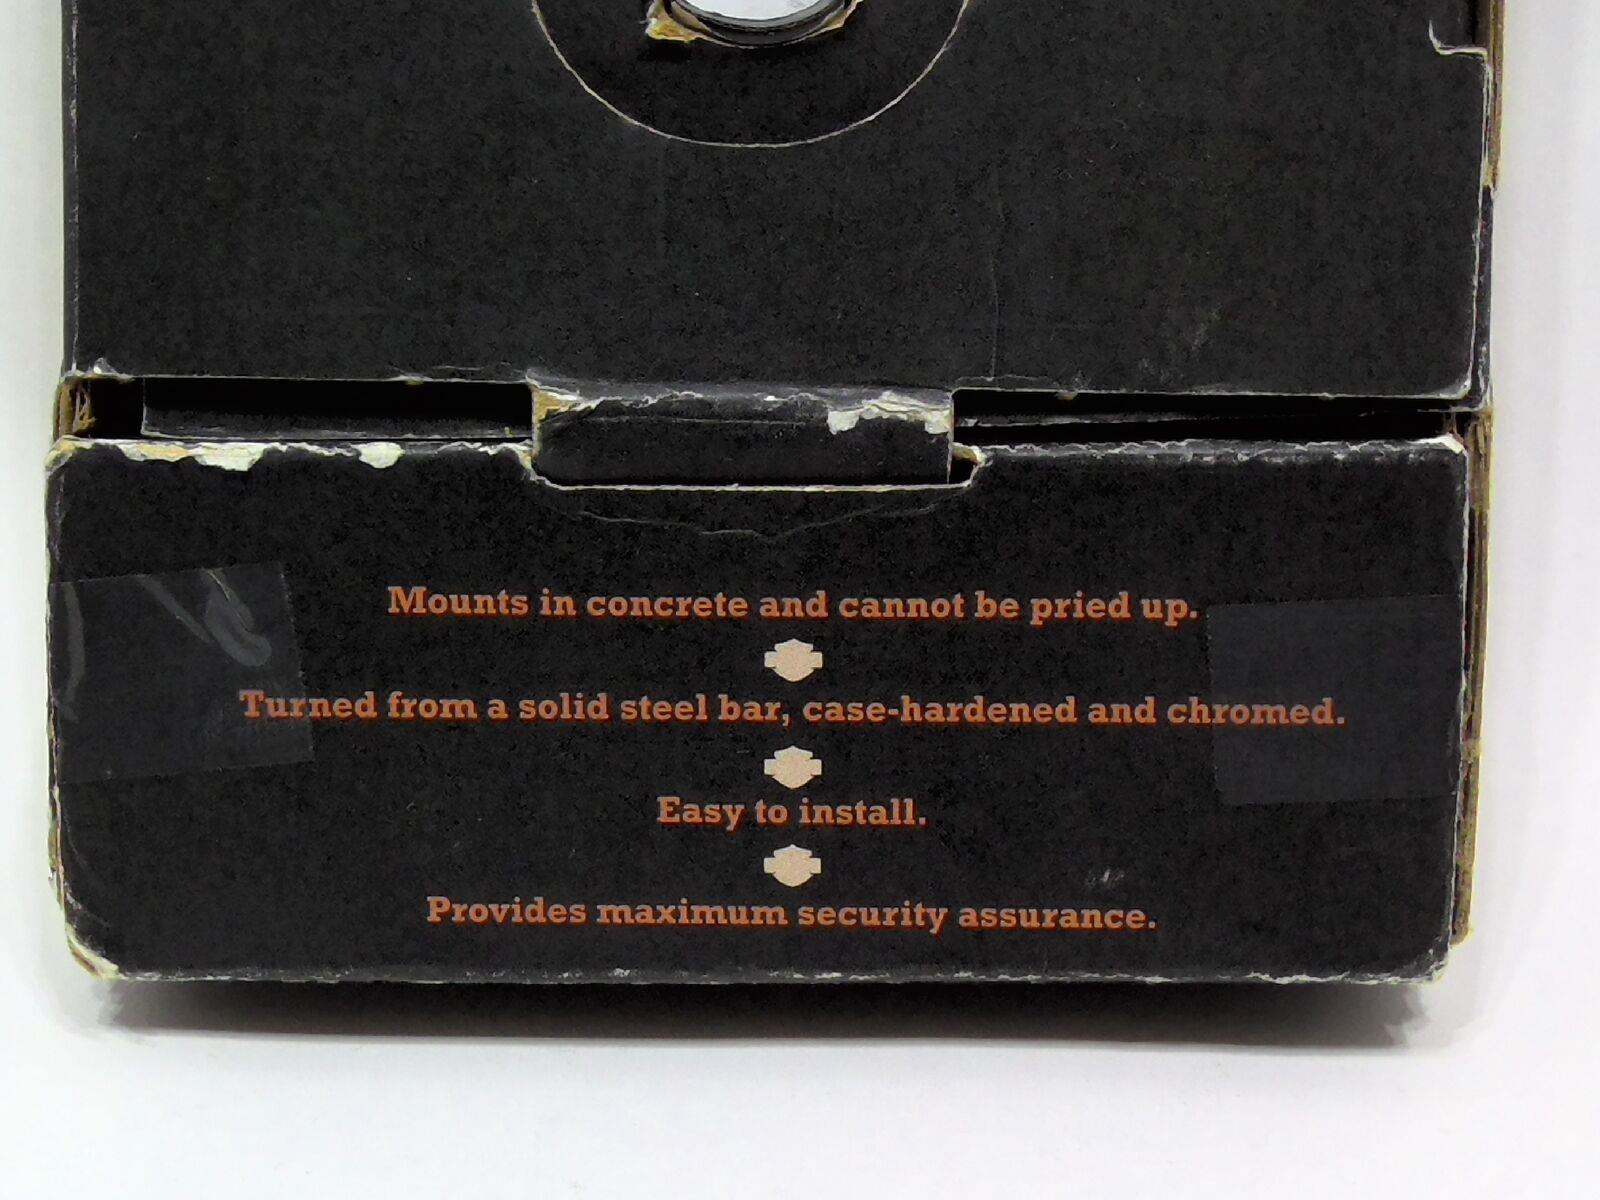 Mounts in concrete and cannot be pried up.
Turned from a solid steel bar, case-hardened and chromed.
Easy to install.
Provides maximum security assurance.